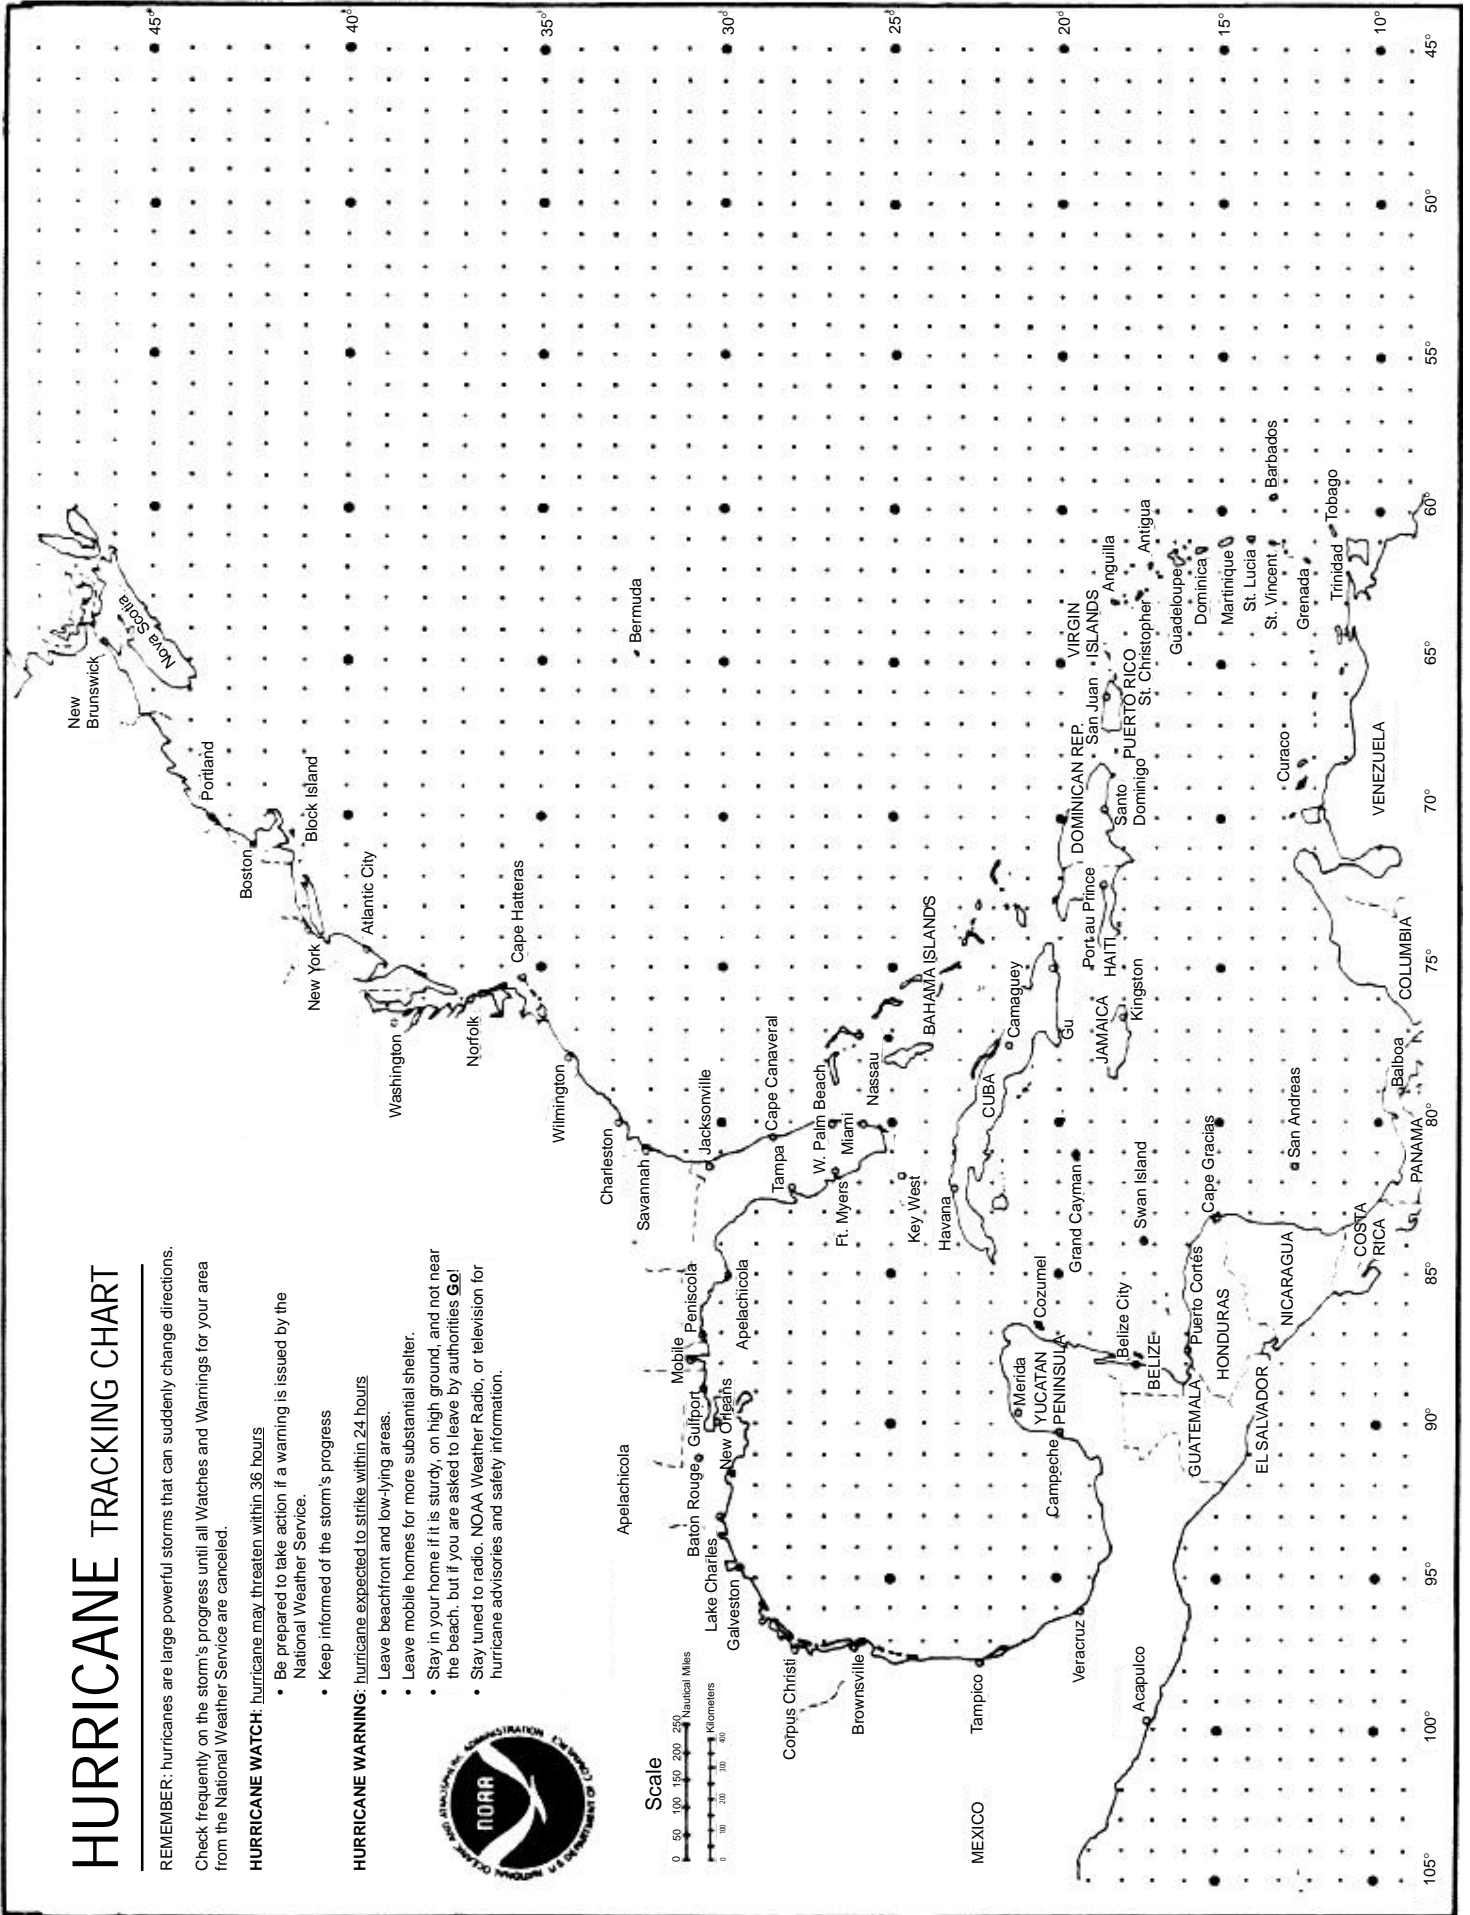 HURRICANE TRACKING CHART
REMEMBER: hurricanes are large powerful storms that can suddenly change directions.
Check frequently on the storm's progress until all Watches and Warnings for your area
from the National Weather Service are canceled.
HURRICANE WATCH: hurricane may threaten within 36 hours
• Be prepared to take action if a warning is issued by the
National Weather Service.
• Keep informed of the storm's progress
HURRICANE WARNING: hurricane expected to strike within 24 hours
• Leave beachfront and low-lying areas.
• Leave mobile homes for more substantial shelter.
• Stay in your home if it is sturdy, on high ground, and not near
the beach. but if you are asked to leave by authorities Go!
• Stay tuned to radio. NOAA Weather Radio, or television for
hurricane advisories and safety information.
NATIONAL OCEANIC AND ATMOSPHERIC ADMINISTRATION
U.S. DEPARTMENT OF COMMERCE
NOAA
Scale
0 50 100 150 200 250
Nautical Miles
Kilometers
0 100 200 300 400
New
Brunswick
Nova Scotia
Portland
Boston
Block Island
New York
Atlantic City
Washington
Norfolk
Cape Hatteras
Wilmington
Charleston
Savannah
Jacksonville
Bermuda
Apelachicola
Mobile
Peniscola
Gulfport
Baton Rouge
New Orleans
Apelachicola
Lake Charles
Galveston
Cape Canaveral
Tampa
W. Palm Beach
Ft. Myers
Miami
Nassau
Key West
Corpus Christi
Brownsville
BAHAMA ISLANDS
Havana
CUBA
Camaguey
Gu
Tampico
MEXICO
Merida
YUCATAN
PENINSULA
Cozumel
Campeche
Veracruz
Acapulco
Grand Cayman
Swan Island
JAMAICA
Kingston
Port au Prince
HAITI
DOMINICAN REP.
Santo
Dominigo
San Juan
PUERTO RICO
VIRGIN
ISLANDS
Anguilla
St. Christopher
Antigua
Guadeloupe
Dominica
Martinique
St. Lucia
St. Vincent
Barbados
Grenada
Trinidad
Tobago
Curaco
VENEZUELA
COLUMBIA
Belize City
BELIZE
Puerto Cortés
GUATEMALA
HONDURAS
EL SALVADOR
NICARAGUA
Cape Gracias
San Andreas
COSTA
RICA
PANAMA
Balboa
45°
40°
35°
30°
25°
20°
15°
10°
105°
100°
95°
90°
85°
80°
75°
70°
65°
60°
55°
50°
45°